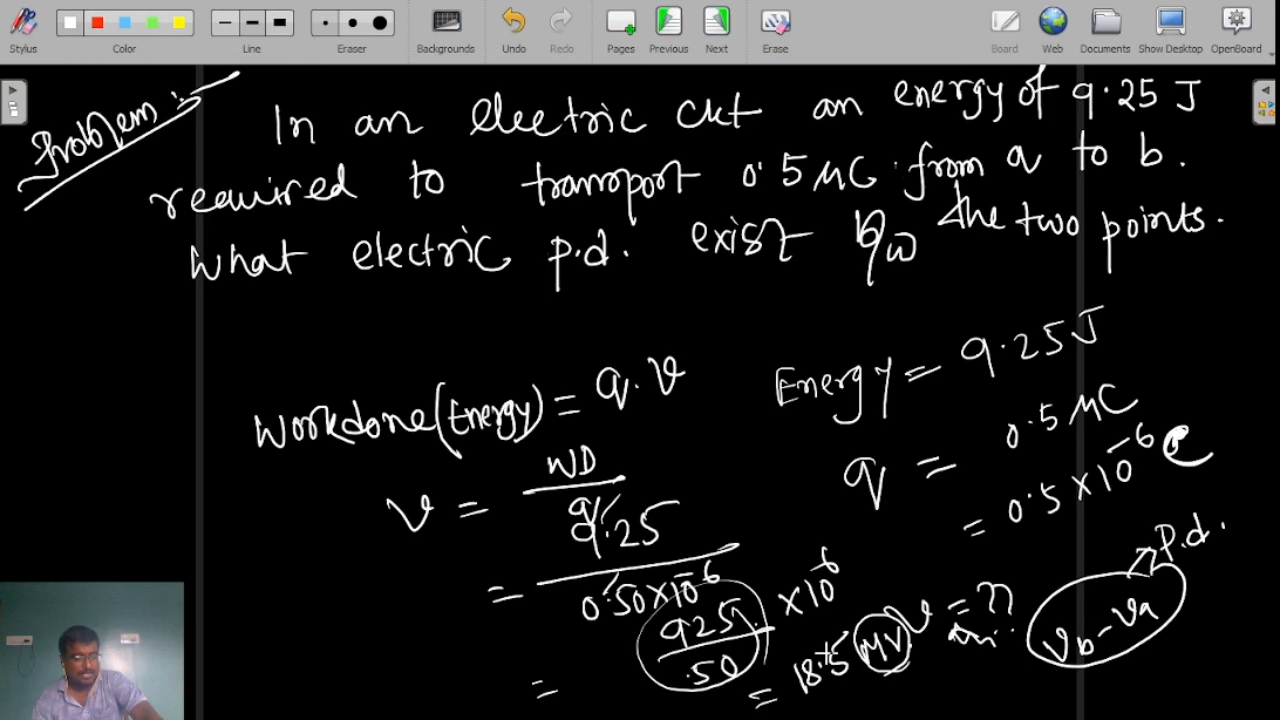 Stylus Color Line Eraser Backgrounds Undo Redo Pages Previous Next Erase Board Web Documents Show Desktop OpenBoard
Problem :-
In an electric ckt an energy of 9.25 J
required to transport 0.5 μC from a to b.
What electric p.d. exist b/w the two points.
Workdone (Energy) = q.v
v = WD / q
= 9.25 / 0.50 × 10⁻⁶
= 925 / 50 × 10⁶
= 18.5 MV
Energy = 9.25 J
q = 0.5 μC
= 0.5 × 10⁻⁶ C
v = ??
Vb - Va
P.d.